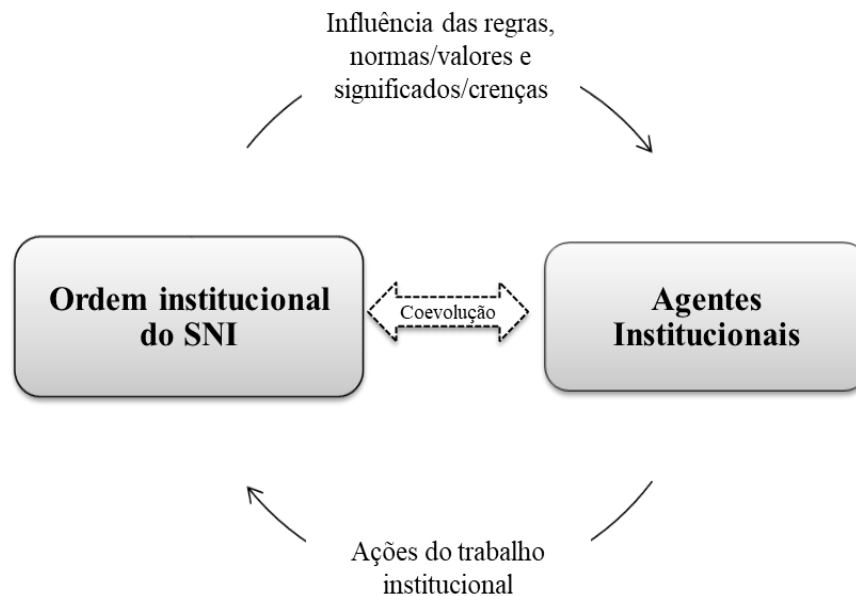 Influência das regras,
normas/valores e
significados/crenças
Ordem institucional
do SNI
Coevolução
Agentes
Institucionais
Ações do trabalho
institucional